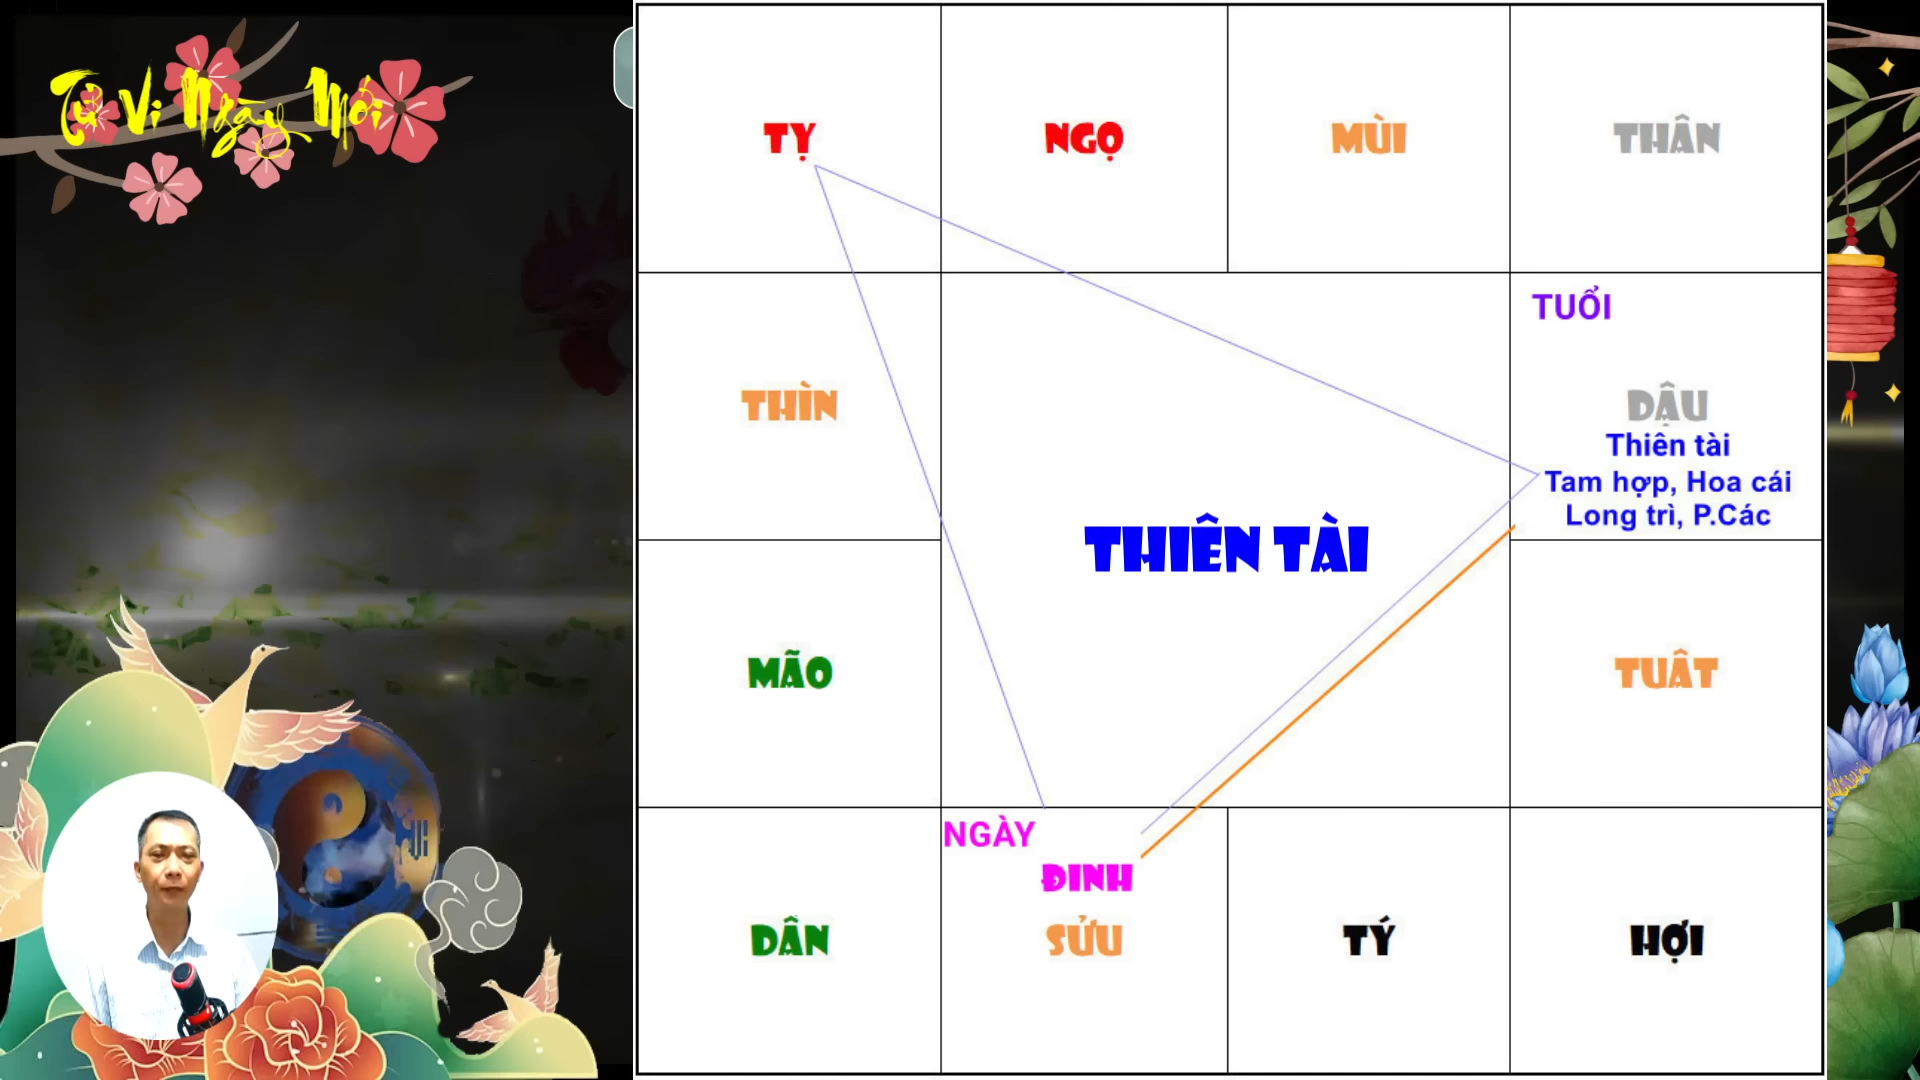 Tử Vi Ngày Mới
TỴ
NGỌ
MÙI
THÂN
TUỔI
THÌN
DẬU
Thiên tài
Tam hợp, Hoa cái
Long trì, P.Các
THIÊN TÀI
MÃO
TUẤT
NGÀY
ĐINH
DẦN
SỬU
TÝ
HỢI